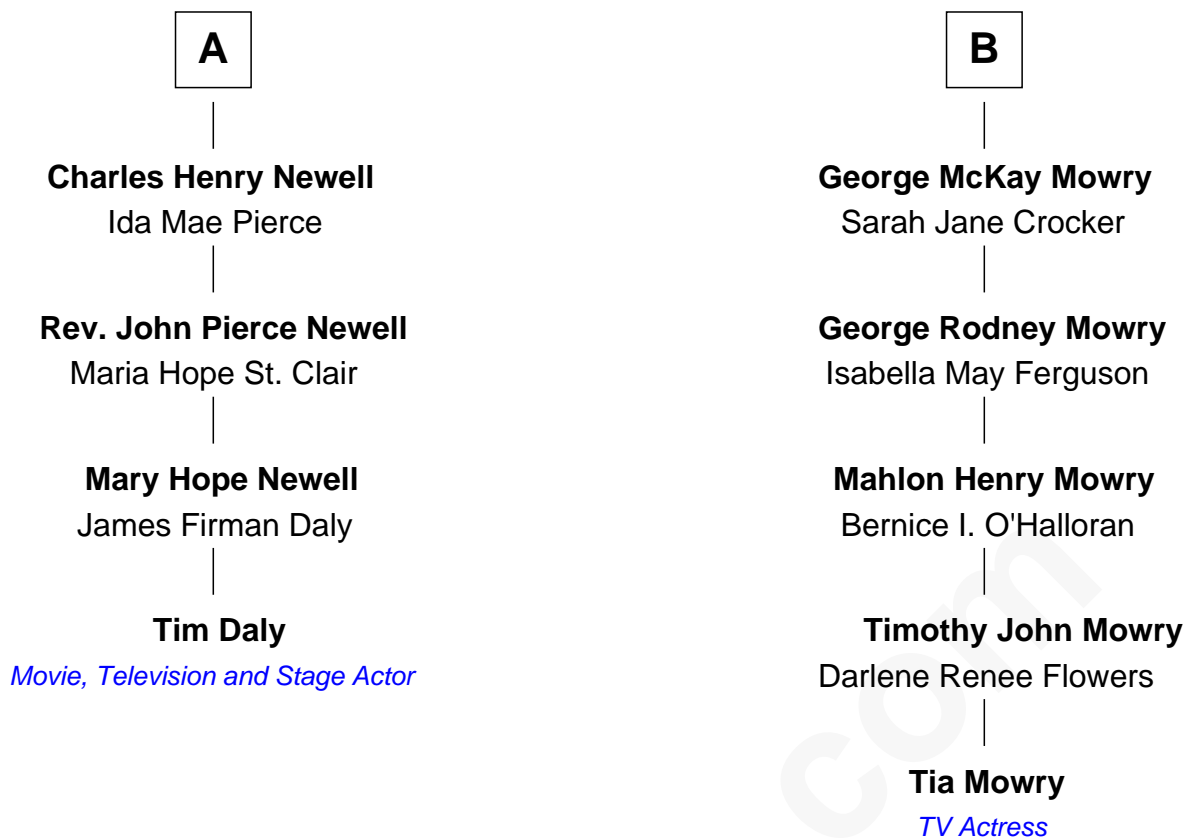 A
Charles Henry Newell
Ida Mae Pierce
Rev. John Pierce Newell
Maria Hope St. Clair
Mary Hope Newell
James Firman Daly
Tim Daly
Movie, Television and Stage Actor
B
George McKay Mowry
Sarah Jane Crocker
George Rodney Mowry
Isabella May Ferguson
Mahlon Henry Mowry
Bernice I. O'Halloran
Timothy John Mowry
Darlene Renee Flowers
Tia Mowry
TV Actress
com